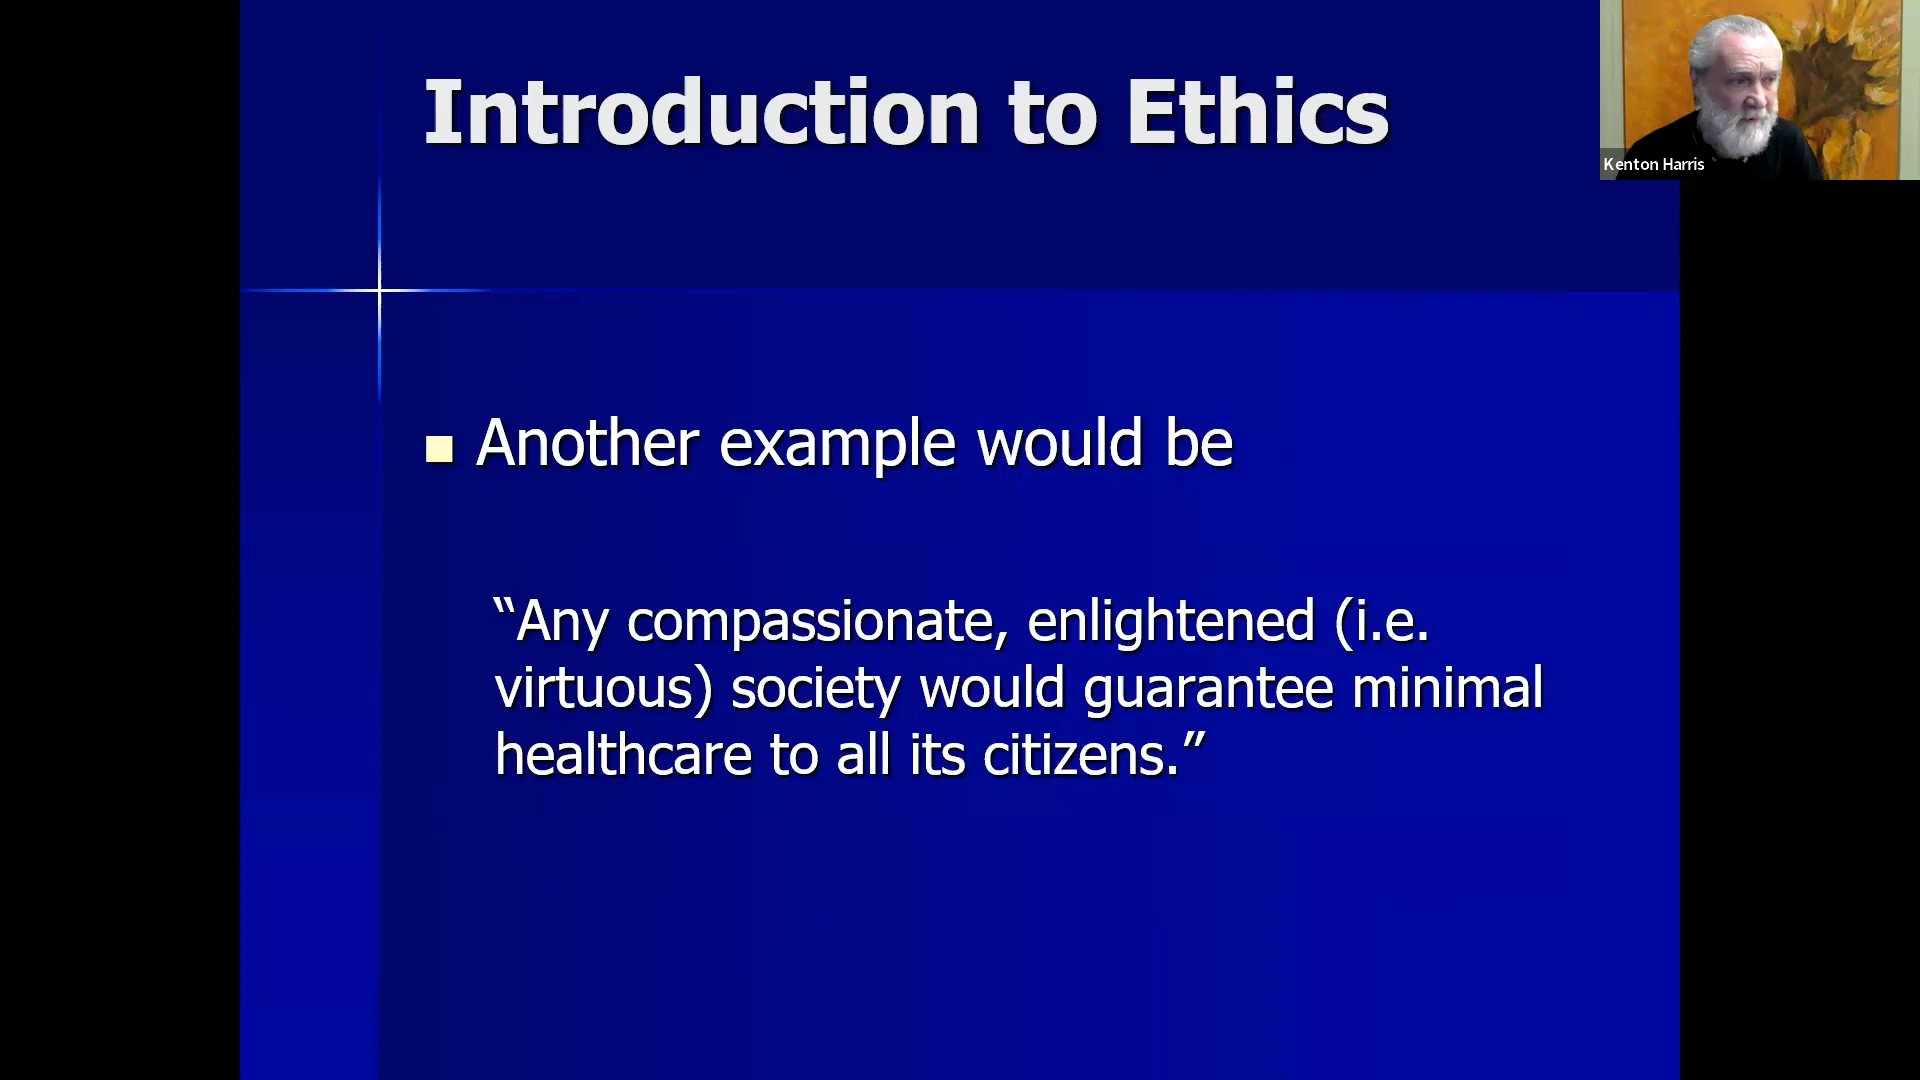 Introduction to Ethics
Kenton Harris
Another example would be
“Any compassionate, enlightened (i.e.
virtuous) society would guarantee minimal
healthcare to all its citizens.”